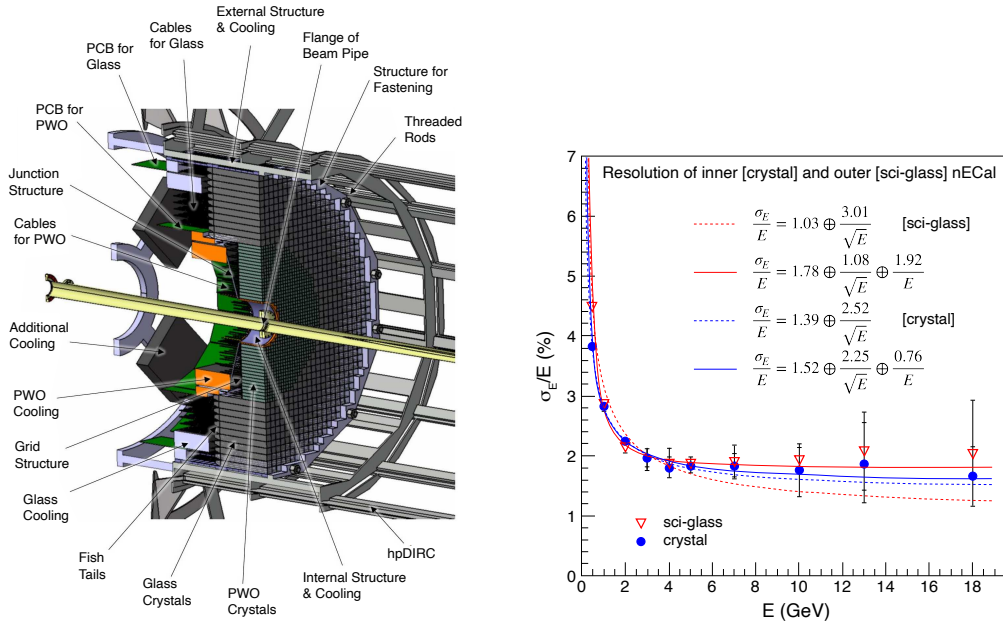 External Structure
& Cooling
Cables
for Glass
PCB for
Glass
PCB for
PWO
Junction
Structure
Cables
for PWO
Additional
Cooling
PWO
Cooling
Grid
Structure
Glass
Cooling
Fish
Tails
Glass
Crystals
PWO
Crystals
Internal Structure
& Cooling
hpDIRC
Flange of
Beam Pipe
Structure for
Fastening
Threaded
Rods
Resolution of inner [crystal] and outer [sci-glass] nECal
σ_E/E = 1.03 ⊕ 3.01/√E [sci-glass]
σ_E/E = 1.78 ⊕ 1.08/√E ⊕ 1.92/E
σ_E/E = 1.39 ⊕ 2.52/√E [crystal]
σ_E/E = 1.52 ⊕ 2.25/√E ⊕ 0.76/E
sci-glass
crystal
σ_E/E (%)
7
6
5
4
3
2
1
0
0 2 4 6 8 10 12 14 16 18
E (GeV)